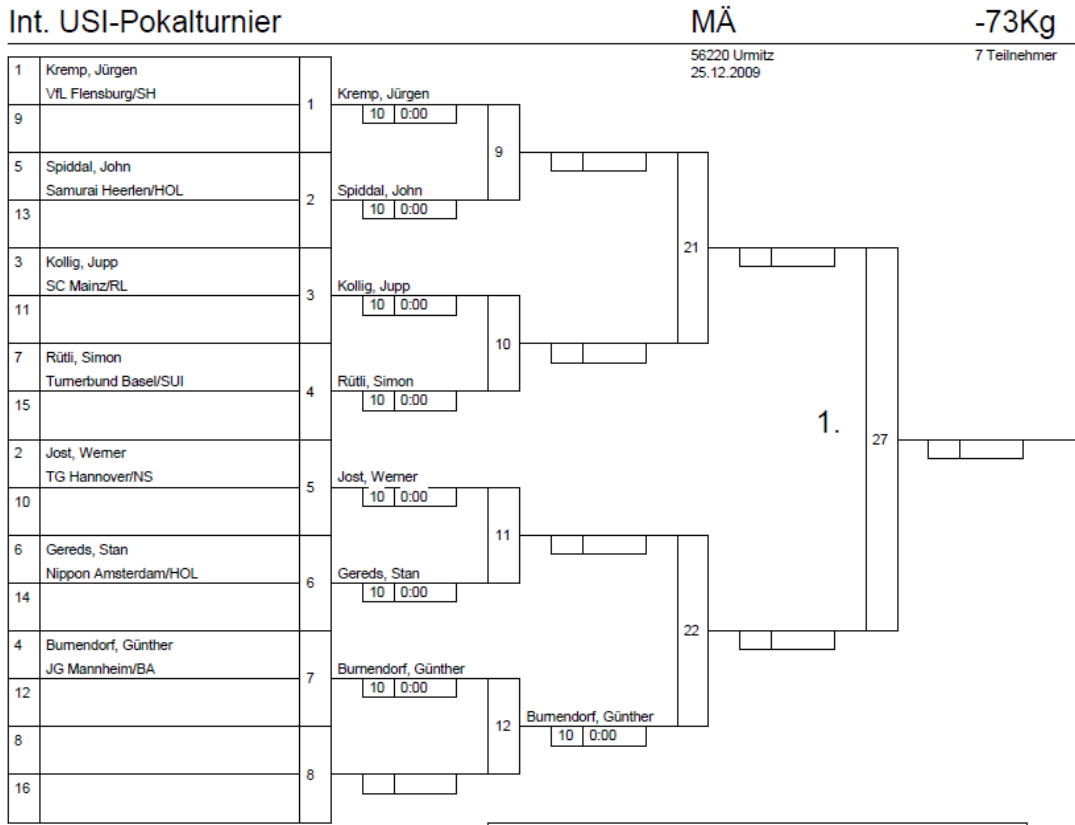 Int. USI-Pokalturnier MÄ -73Kg
56220 Urmitz 7 Teilnehmer
25.12.2009
1 Kremp, Jürgen
VfL Flensburg/SH
1 Kremp, Jürgen
10 0:00
9
9
5 Spiddal, John
Samurai Heerlen/HOL
2 Spiddal, John
10 0:00
13
21
3 Kollig, Jupp
SC Mainz/RL
3 Kollig, Jupp
10 0:00
11
10
7 Rütli, Simon
Turnerbund Basel/SUI
4 Rütli, Simon
10 0:00
15
1. 27
2 Jost, Werner
TG Hannover/NS
5 Jost, Werner
10 0:00
10
11
6 Gereds, Stan
Nippon Amsterdam/HOL
6 Gereds, Stan
10 0:00
14
22
4 Burnendorf, Günther
JG Mannheim/BA
7 Burnendorf, Günther
10 0:00
12
12 Burnendorf, Günther
10 0:00
8
8
16